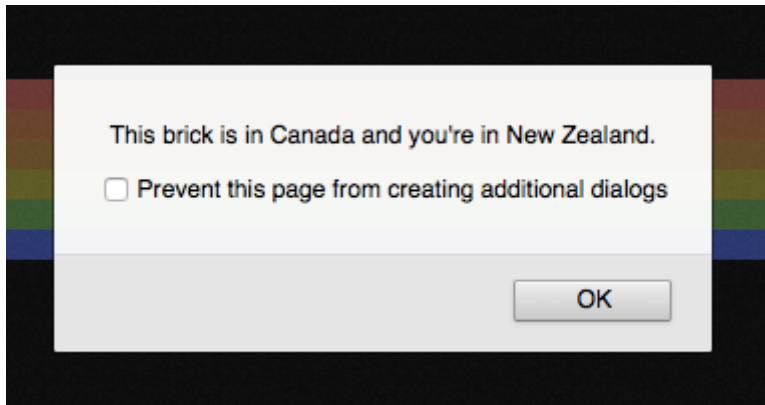 This brick is in Canada and you're in New Zealand.
Prevent this page from creating additional dialogs
OK